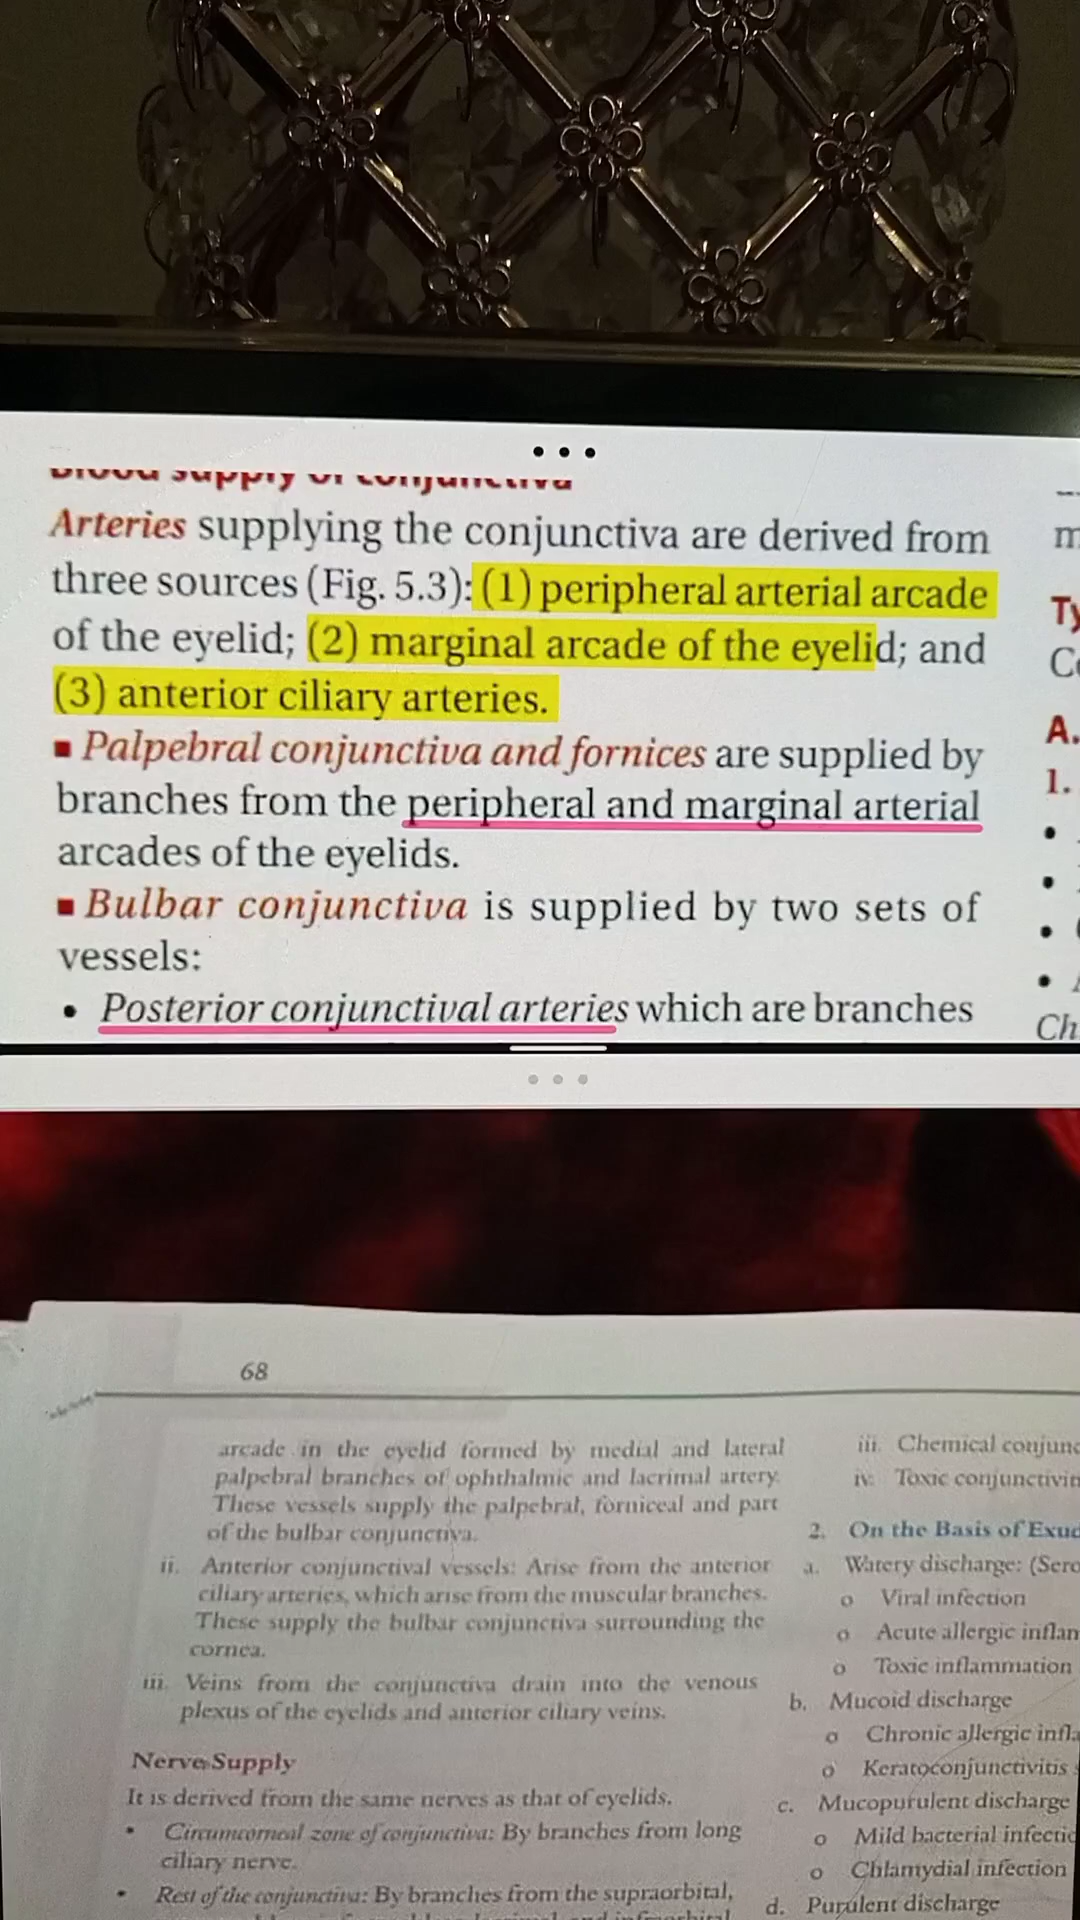 Blood supply of conjunctiva
Arteries supplying the conjunctiva are derived from
three sources (Fig. 5.3): (1) peripheral arterial arcade
of the eyelid; (2) marginal arcade of the eyelid; and
(3) anterior ciliary arteries.
▪ Palpebral conjunctiva and fornices are supplied by
branches from the peripheral and marginal arterial
arcades of the eyelids.
▪ Bulbar conjunctiva is supplied by two sets of
vessels:
• Posterior conjunctival arteries which are branches
m
Ty
Co
A.
1.
•
•
•
•
Ch
68
arcade in the eyelid formed by medial and lateral
palpebral branches of ophthalmic and lacrimal artery.
These vessels supply the palpebral, forniceal and part
of the bulbar conjunctiva.
ii. Anterior conjunctival vessels: Arise from the anterior
ciliary arteries, which arise from the muscular branches.
These supply the bulbar conjunctiva surrounding the
cornea.
iii. Veins from the conjunctiva drain into the venous
plexus of the eyelids and anterior ciliary veins.
Nerve Supply
It is derived from the same nerves as that of eyelids.
• Circumcorneal zone of conjunctiva: By branches from long
ciliary nerve.
• Rest of the conjunctiva: By branches from the supraorbital,
iii. Chemical conjunc
iv. Toxic conjunctivi
2. On the Basis of Exud
a. Watery discharge: (Sero
o Viral infection
o Acute allergic inflam
o Toxic inflammation
b. Mucoid discharge
o Chronic allergic infla
o Keratoconjunctivitis s
c. Mucopurulent discharge
o Mild bacterial infectio
o Chlamydial infection
d. Purulent discharge